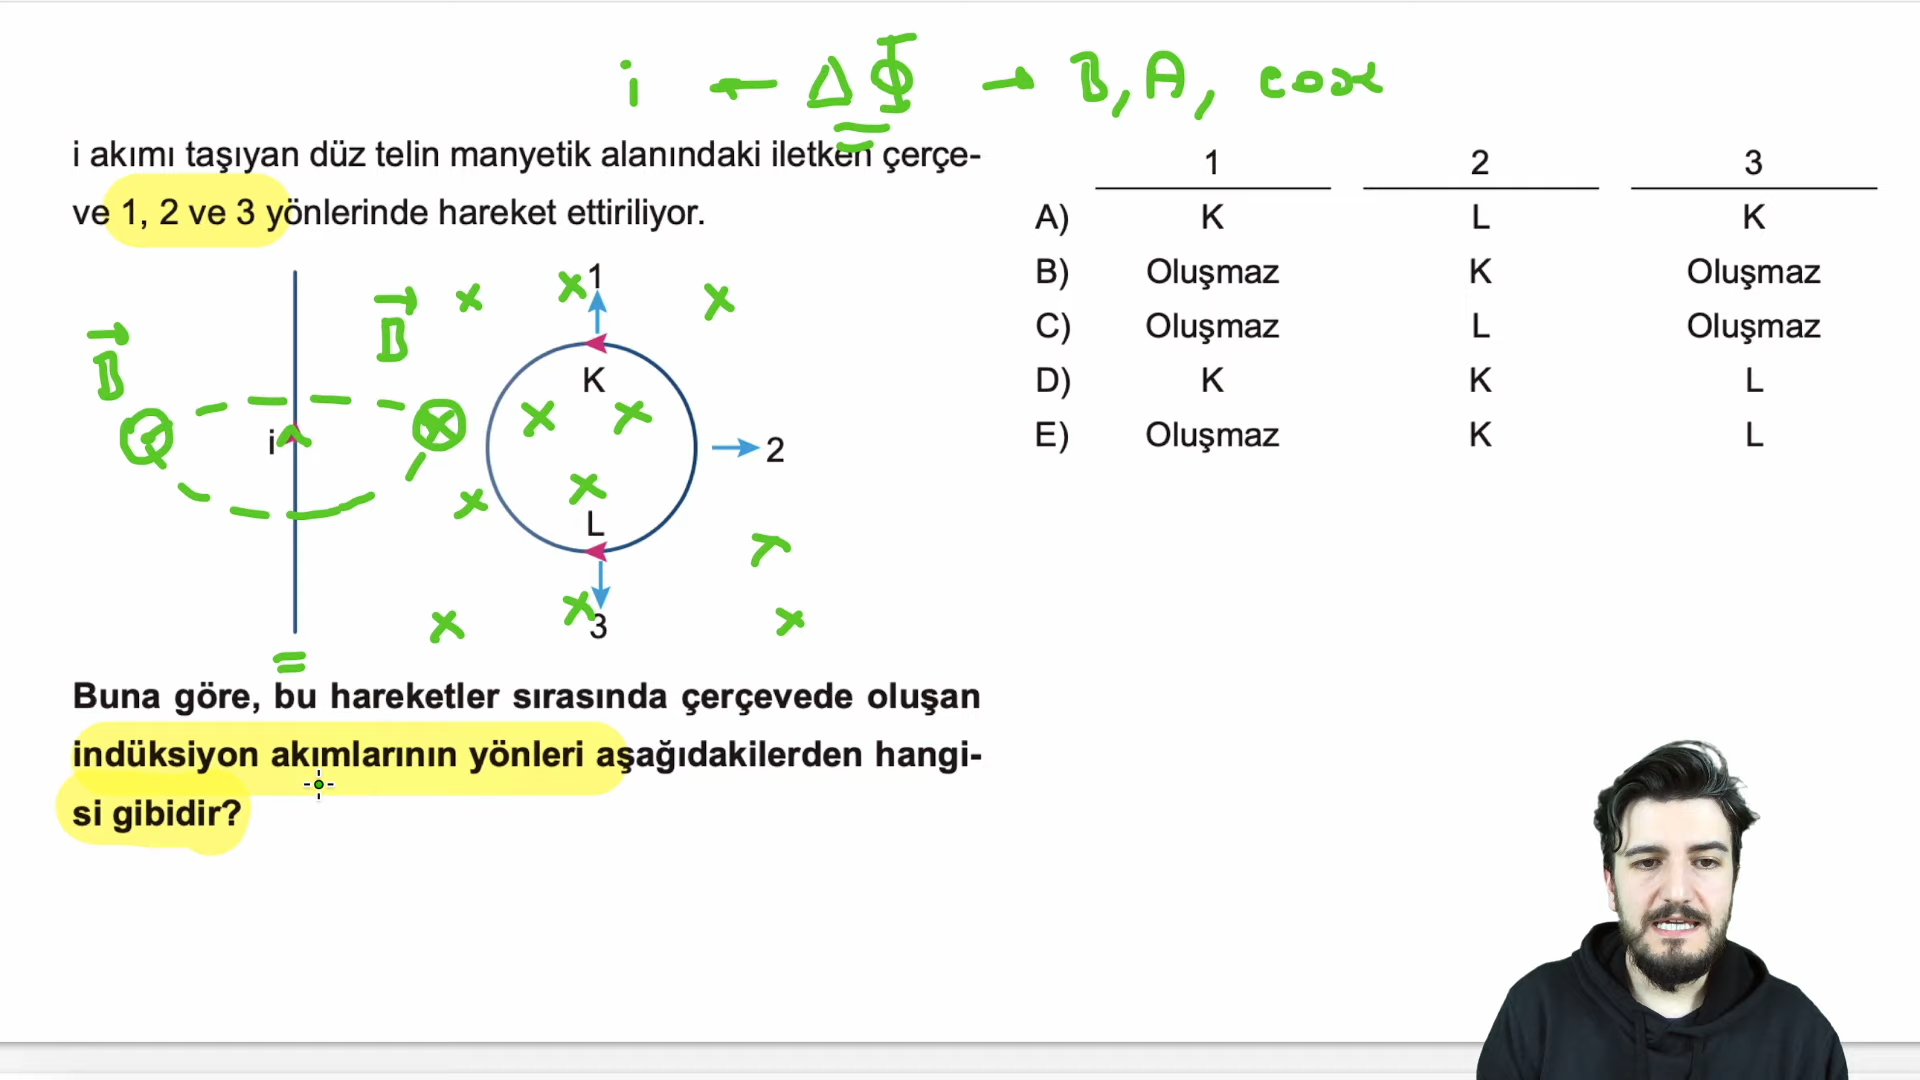 i ← ΔΦ → B, A, cosα
i akımı taşıyan düz telin manyetik alanındaki iletken çerçe-
ve 1, 2 ve 3 yönlerinde hareket ettiriliyor.
1
B
B
K
i
2
L
3
Buna göre, bu hareketler sırasında çerçevede oluşan
indüksiyon akımlarının yönleri aşağıdakilerden hangi-
si gibidir?
1 2 3
A) K L K
B) Oluşmaz K Oluşmaz
C) Oluşmaz L Oluşmaz
D) K K L
E) Oluşmaz K L